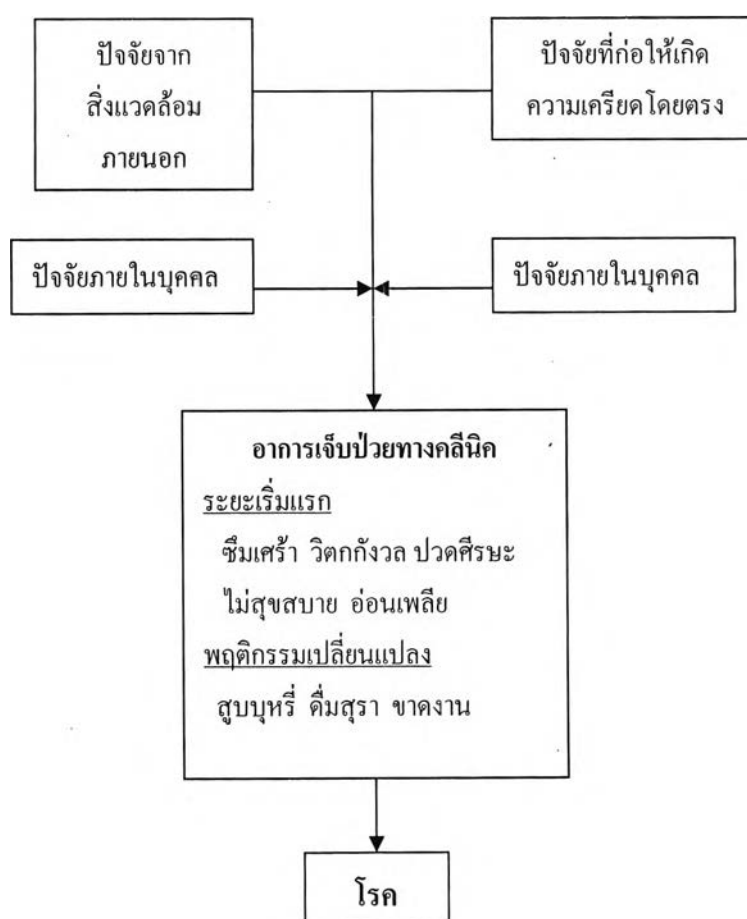 ปัจจัยจาก
สิ่งแวดล้อม
ภายนอก
ปัจจัยที่ก่อให้เกิด
ความเครียดโดยตรง
ปัจจัยภายในบุคคล
ปัจจัยภายในบุคคล
อาการเจ็บป่วยทางคลีนิค
ระยะเริ่มแรก
ซึมเศร้า วิตกกังวล ปวดศีรษะ
ไม่สุขสบาย อ่อนเพลีย
พฤติกรรมเปลี่ยนแปลง
สูบบุหรี่ ดื่มสุรา ขาดงาน
โรค